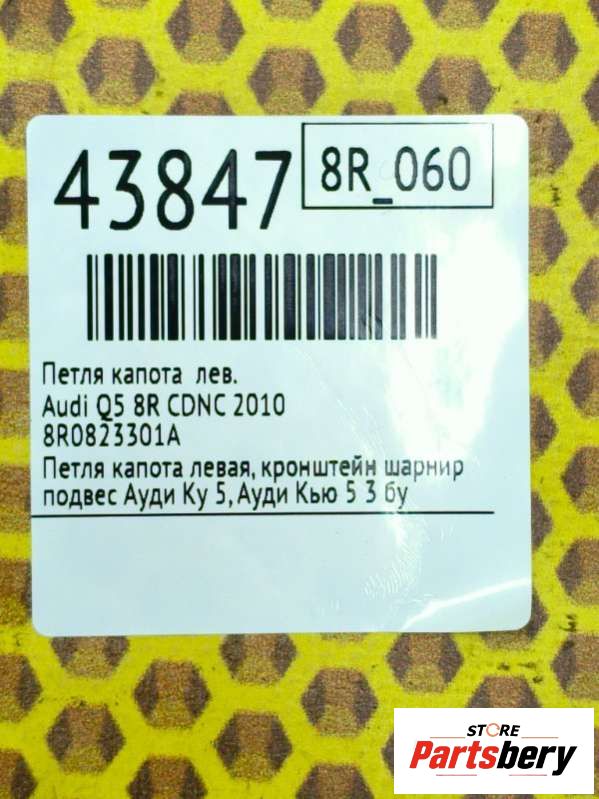 43847
8R_060
Петля капота лев.
Audi Q5 8R CDNC 2010
8R0823301A
Петля капота левая, кронштейн шарнир
подвес Ауди Ку 5, Ауди Кью 5 3 бу
STORE
Partsbery